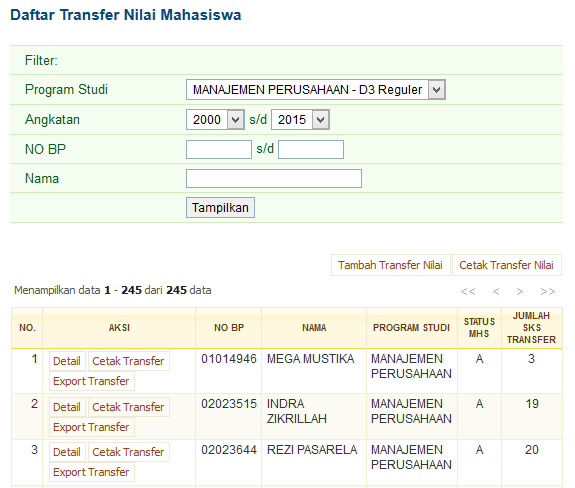 Daftar Transfer Nilai Mahasiswa
Filter:
Program Studi MANAJEMEN PERUSAHAAN - D3 Reguler
Angkatan 2000 s/d 2015
NO BP s/d
Nama
Tampilkan
Tambah Transfer Nilai Cetak Transfer Nilai
Menampilkan data 1 - 245 dari 245 data << < > >>
NO. AKSI NO BP NAMA PROGRAM STUDI STATUS MHS JUMLAH SKS TRANSFER
1 Detail Cetak Transfer 01014946 MEGA MUSTIKA MANAJEMEN A 3
Export Transfer PERUSAHAAN
2 Detail Cetak Transfer 02023515 INDRA MANAJEMEN A 19
Export Transfer ZIKRILLAH PERUSAHAAN
3 Detail Cetak Transfer 02023644 REZI PASARELA MANAJEMEN A 20
Export Transfer PERUSAHAAN